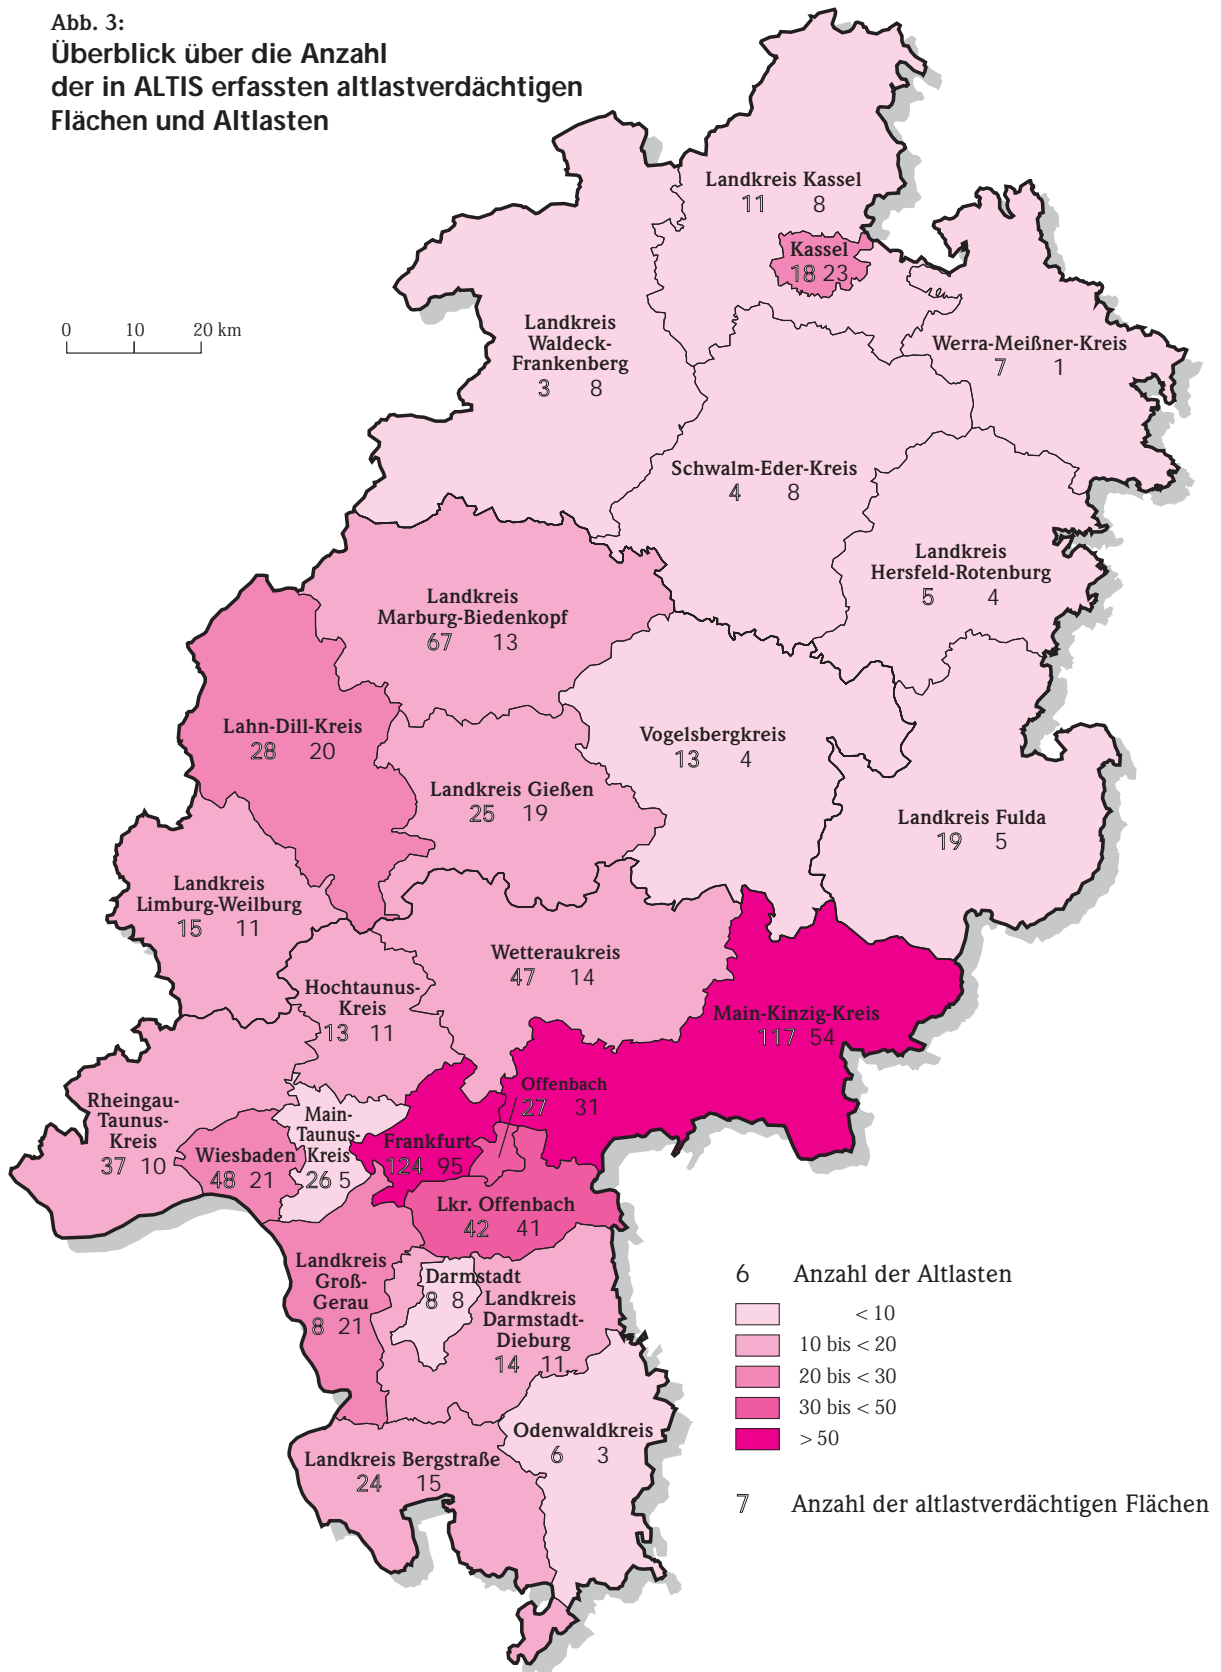 Abb. 3:
Überblick über die Anzahl
der in ALTIS erfassten altlastverdächtigen
Flächen und Altlasten
0 10 20 km
Landkreis Kassel
11 8
Kassel
18 23
Landkreis
Waldeck-
Frankenberg
3 8
Werra-Meißner-Kreis
7 1
Schwalm-Eder-Kreis
4 8
Landkreis
Hersfeld-Rotenburg
5 4
Landkreis
Marburg-Biedenkopf
67 13
Lahn-Dill-Kreis
28 20
Vogelsbergkreis
13 4
Landkreis Gießen
25 19
Landkreis Fulda
19 5
Landkreis
Limburg-Weilburg
15 11
Wetteraukreis
47 14
Hochtaunus-
Kreis
13 11
Main-Kinzig-Kreis
117 54
Offenbach
27 31
Rheingau-
Taunus-
Kreis
37 10
Main-
Taunus-
Kreis
26 5
Wiesbaden
48 21
Frankfurt
124 95
Lkr. Offenbach
42 41
Landkreis
Groß-
Gerau
8 21
Darmstadt
8 8
Landkreis
Darmstadt-
Dieburg
14 11
Odenwaldkreis
6 3
Landkreis Bergstraße
24 15
6 Anzahl der Altlasten
< 10
10 bis < 20
20 bis < 30
30 bis < 50
> 50
7 Anzahl der altlastverdächtigen Flächen